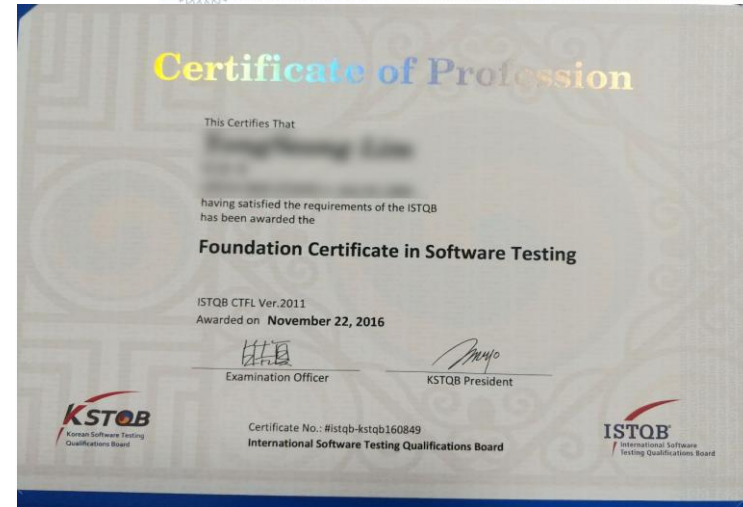 Certificate of Profession
This Certifies That
having satisfied the requirements of the ISTQB
has been awarded the
Foundation Certificate in Software Testing
ISTQB CTFL Ver.2011
Awarded on November 22, 2016
Examination Officer
KSTQB President
KSTQB
Korean Software Testing
Qualifications Board
Certificate No.: #istqb-kstqb160849
International Software Testing Qualifications Board
ISTQB
International Software
Testing Qualifications Board